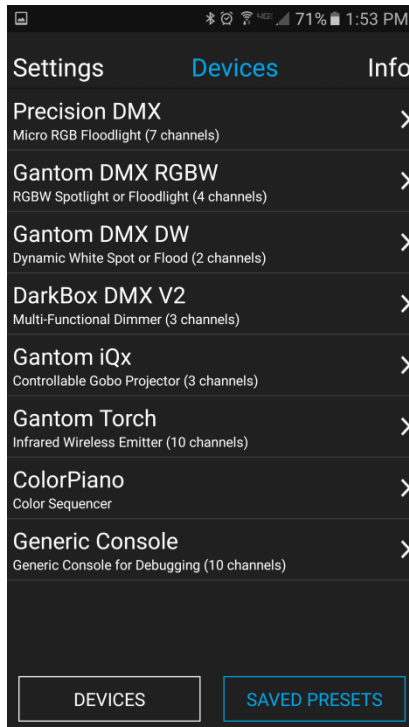 4GE 71% 1:53 PM
Settings Devices Info
Precision DMX
Micro RGB Floodlight (7 channels)
Gantom DMX RGBW
RGBW Spotlight or Floodlight (4 channels)
Gantom DMX DW
Dynamic White Spot or Flood (2 channels)
DarkBox DMX V2
Multi-Functional Dimmer (3 channels)
Gantom iQx
Controllable Gobo Projector (3 channels)
Gantom Torch
Infrared Wireless Emitter (10 channels)
ColorPiano
Color Sequencer
Generic Console
Generic Console for Debugging (10 channels)
DEVICES SAVED PRESETS